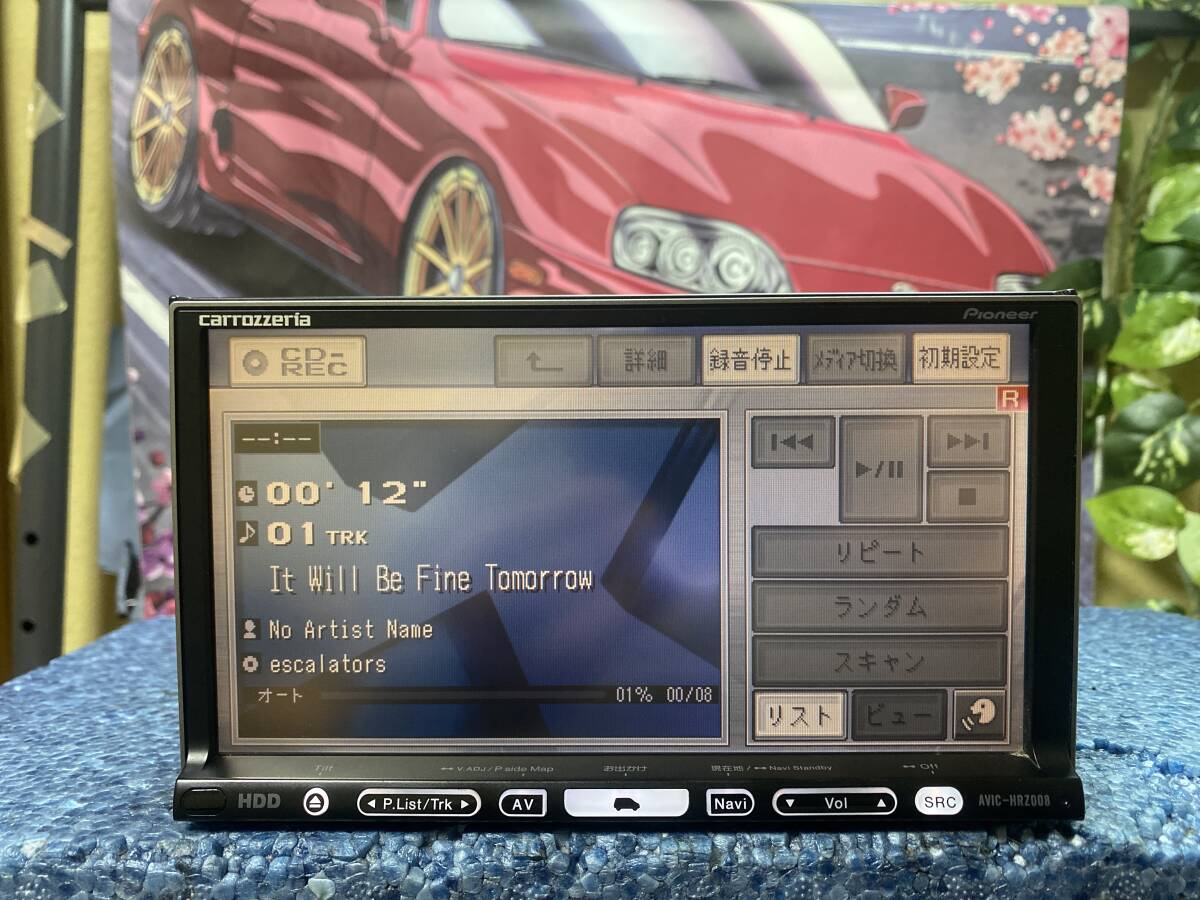 carrozzeria
Pioneer
CD-REC
詳細
録音停止
メディア切換
初期設定
R
--:--
00' 12"
01 TRK
It Will Be Fine Tomorrow
No Artist Name
escalators
オート
01% 00/08
リピート
ランダム
スキャン
リスト
ビュー
Tilt
V.ADJ/P side Map
お出かけ
現在地/
Navi Standby
Off
HDD
P.List/Trk
AV
Navi
Vol
SRC
AVIC-HRZ008